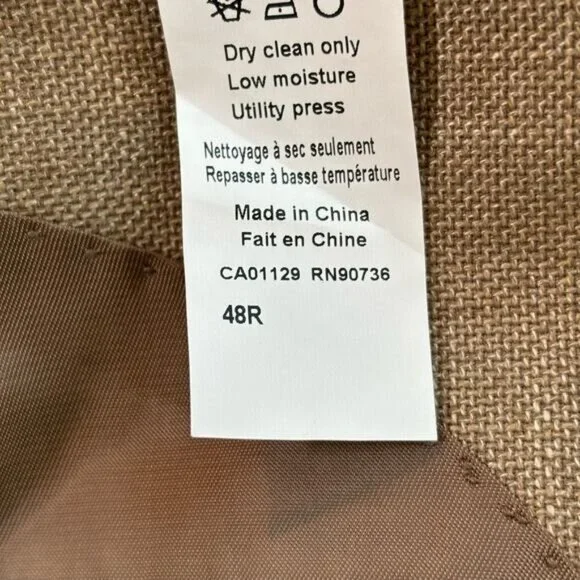 Dry clean only
Low moisture
Utility press
Nettoyage à sec seulement
Repasser à basse température
Made in China
Fait en Chine
CA01129 RN90736
48R